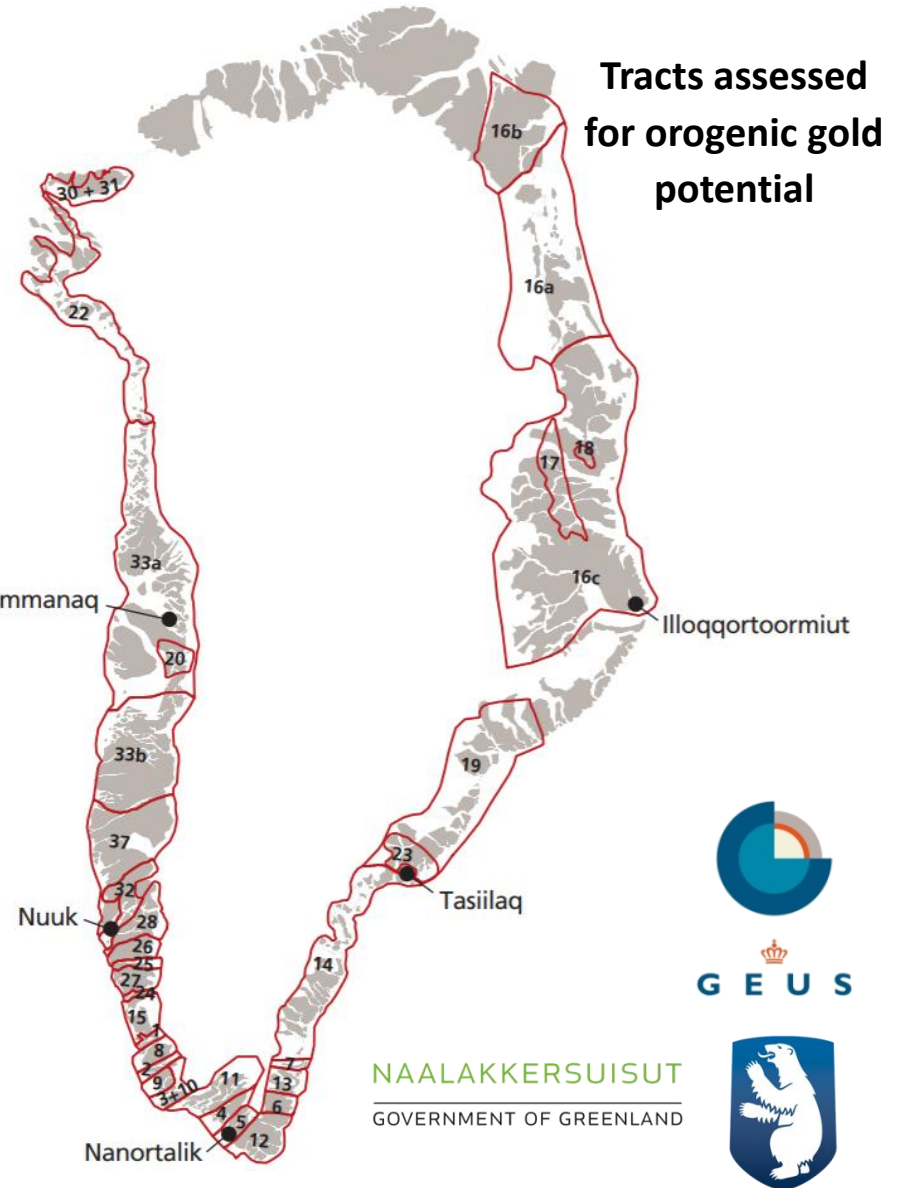 Tracts assessed
for orogenic gold
potential
16b
30 + 31
16a
22
18
17
33a
16c
mmanaq
Illoqqortoormiut
20
33b
19
37
23
32
Tasiilaq
Nuuk
28
26
25
27
24
14
15
1
8
2
9
3+10
7
11
13
4
5
6
12
Nanortalik
G E U S
NAALAKKERSUISUT
GOVERNMENT OF GREENLAND